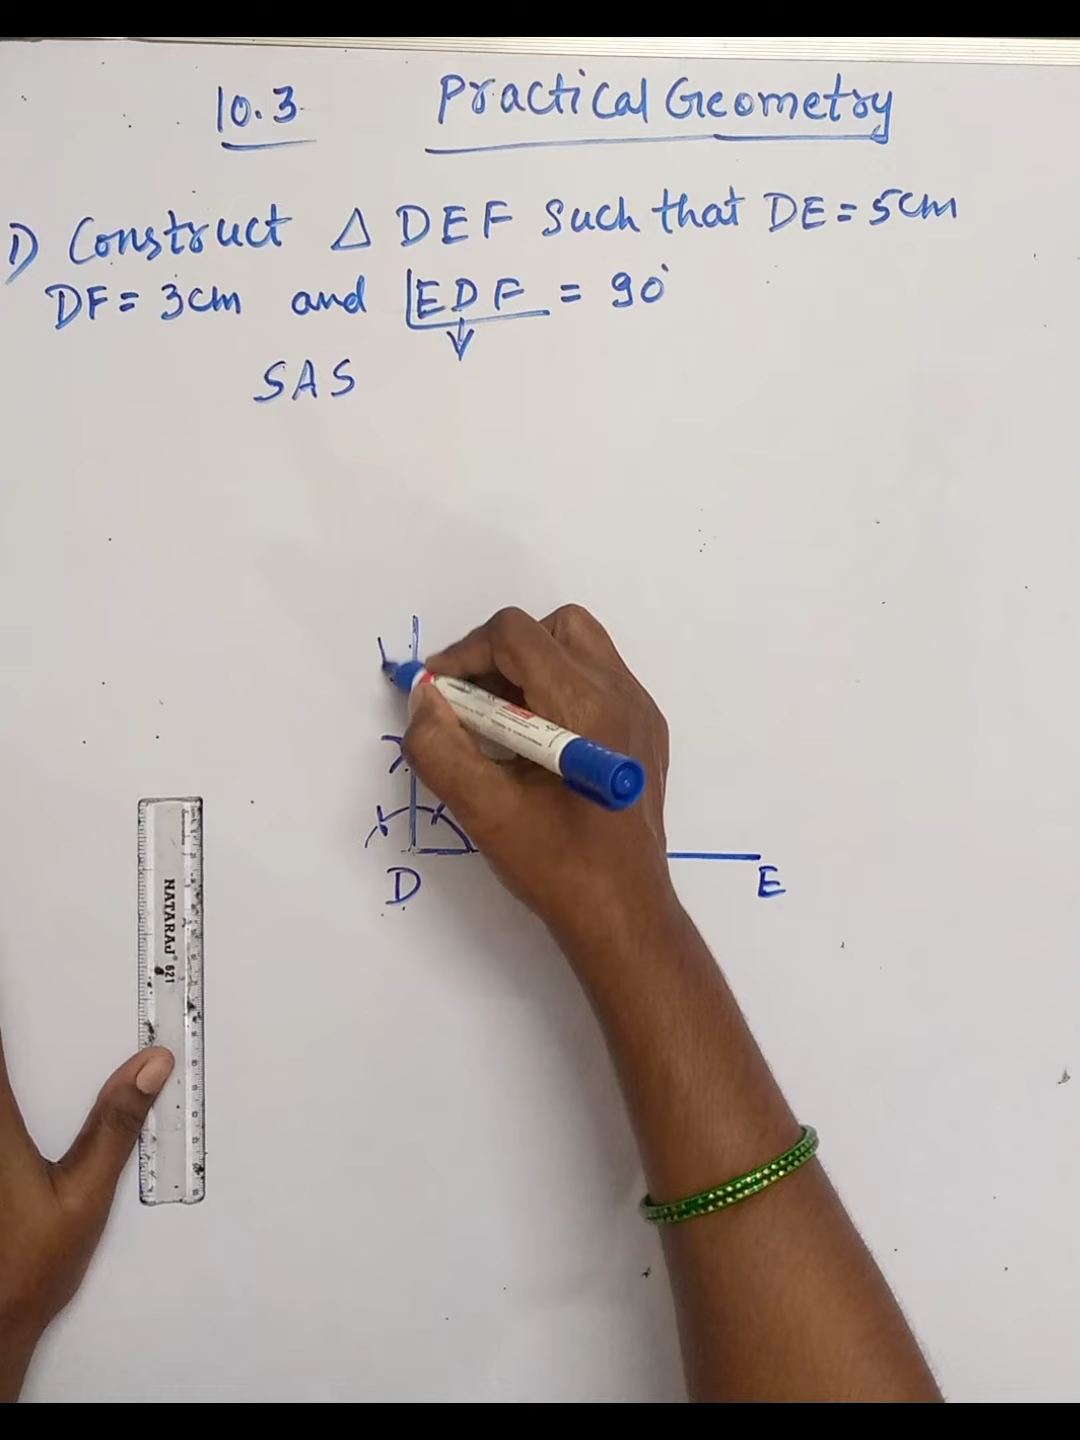 10.3 Practical Geometry
1) Construct Δ DEF such that DE = 5cm
DF = 3cm and ∠EDF = 90°
SAS
D E
NATARAJ 621